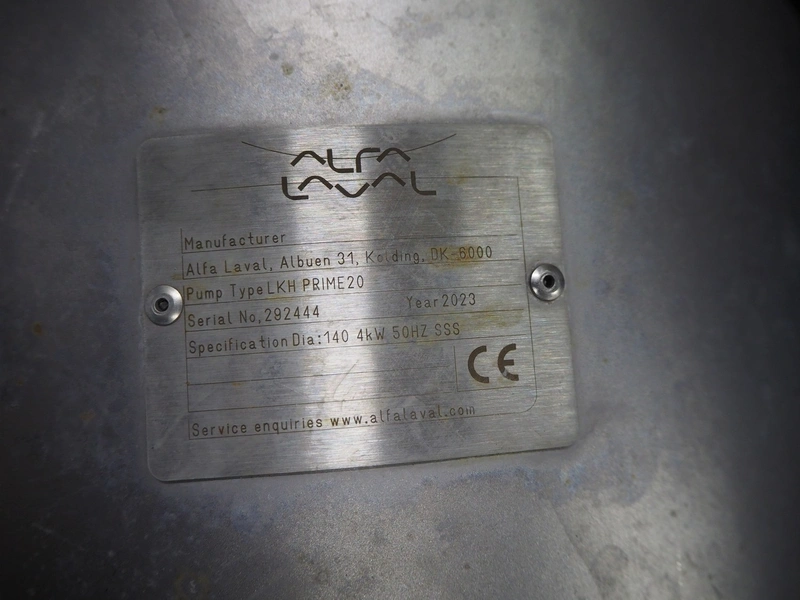 ALFA
LAVAL
Manufacturer
Alfa Laval, Albuen 31, Kolding, DK-6000
Pump Type LKH PRIME20
Serial No. 292444 Year 2023
Specification Dia:140 4kW 50HZ SSS
CE
Service enquiries www.alfalaval.com